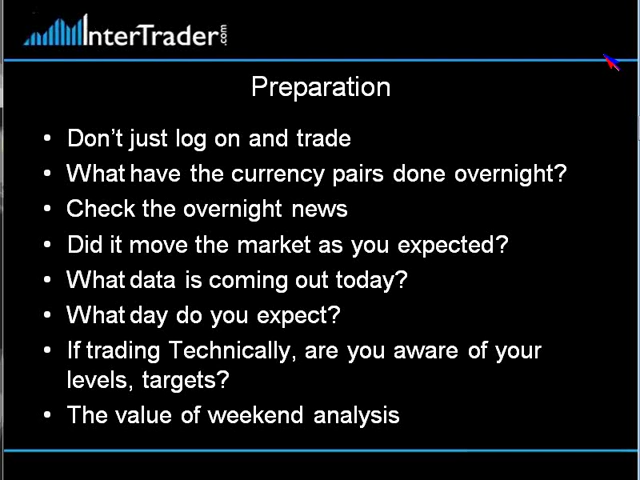 InterTrader.com
Preparation
• Don't just log on and trade
• What have the currency pairs done overnight?
• Check the overnight news
• Did it move the market as you expected?
• What data is coming out today?
• What day do you expect?
• If trading Technically, are you aware of your
levels, targets?
• The value of weekend analysis